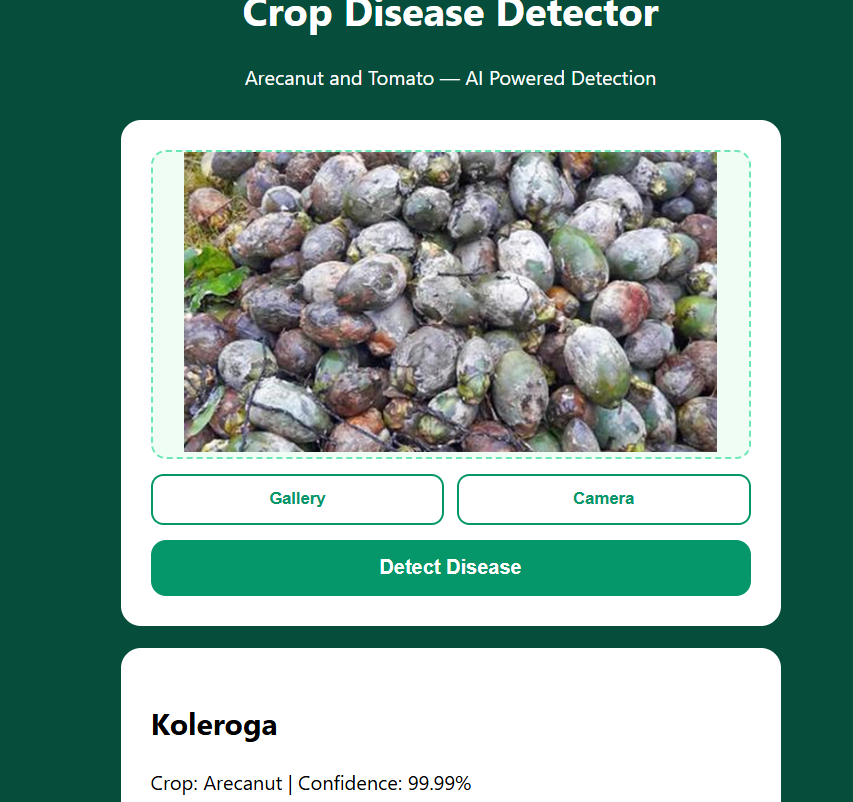 Crop Disease Detector
Arecanut and Tomato — AI Powered Detection
Gallery
Camera
Detect Disease
Koleroga
Crop: Arecanut | Confidence: 99.99%